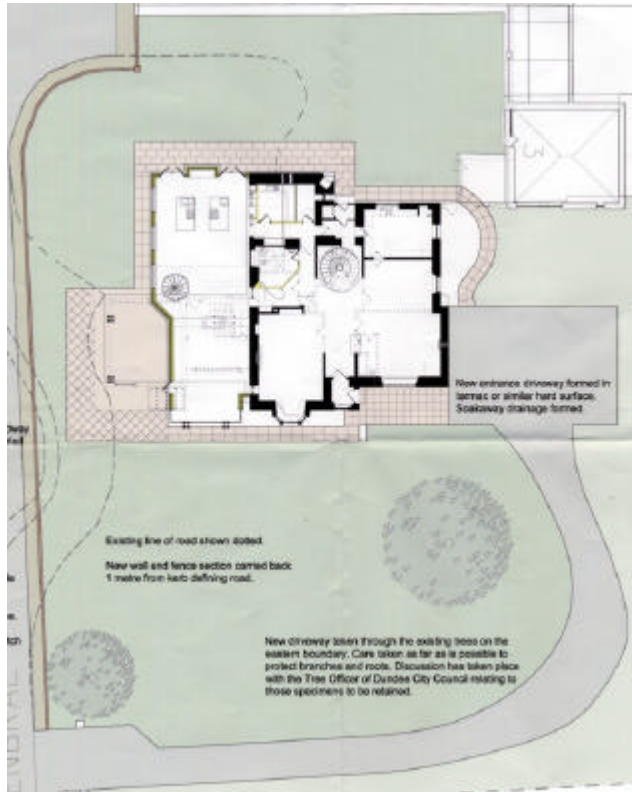 3
New entrance driveway formed in
tarmac or similar hard surface.
Soakaway drainage formed.
Existing line of road shown dotted
New wall and fence section carried back
1 metre from kerb defining road.
New driveway taken through the existing trees on the
eastern boundary. Care taken as far as is possible to
protect branches and roots. Discussion has taken place
with the Tree Officer of Dundee City Council relating to
those specimens to be retained.